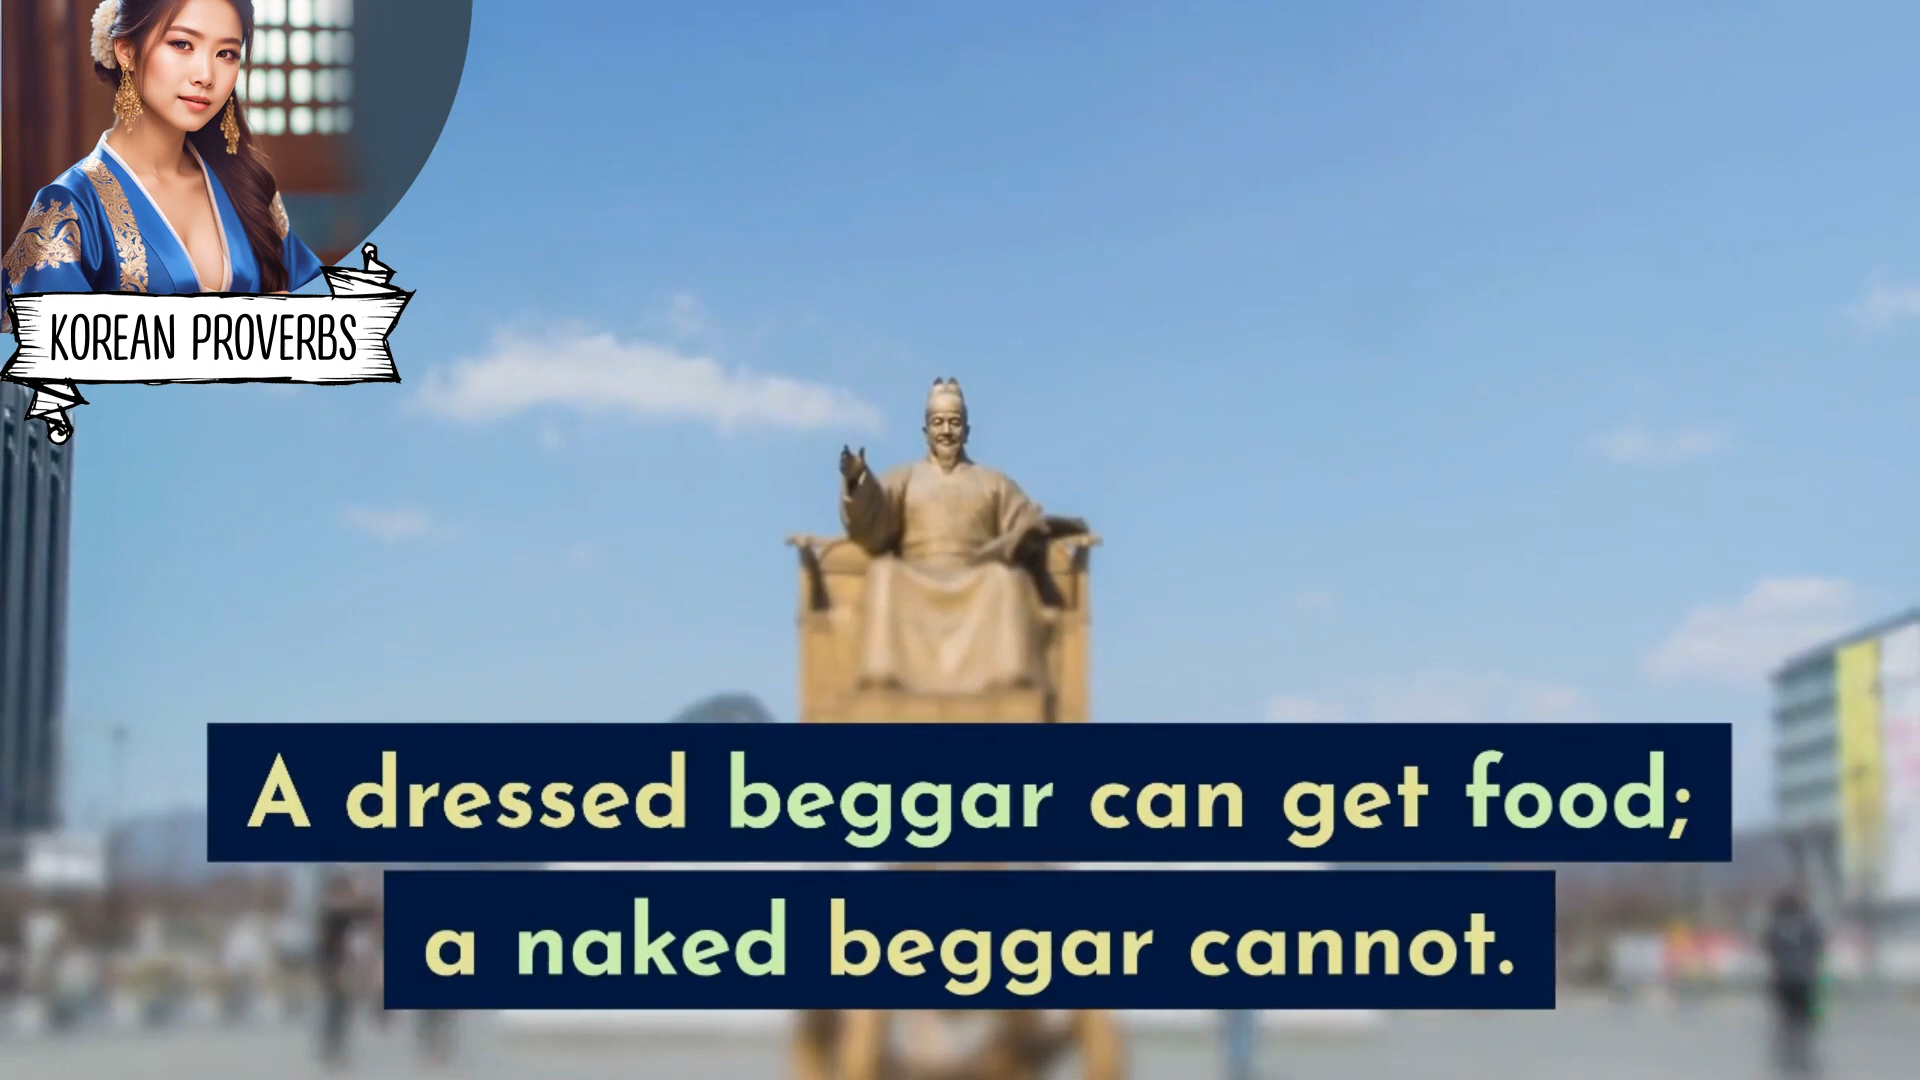 KOREAN PROVERBS
A dressed beggar can get food;
a naked beggar cannot.